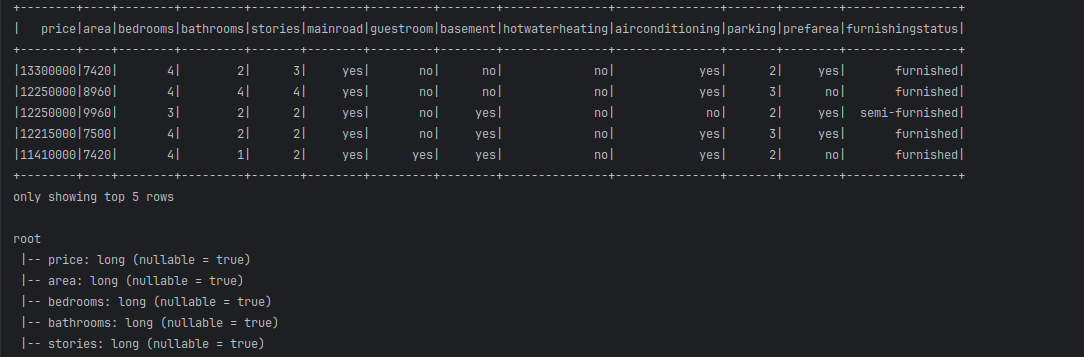 +--------+----+--------+---------+-------+--------+---------+--------+---------------+---------------+-------+--------+----------------+
|   price|area|bedrooms|bathrooms|stories|mainroad|guestroom|basement|hotwaterheating|airconditioning|parking|prefarea|furnishingstatus|
+--------+----+--------+---------+-------+--------+---------+--------+---------------+---------------+-------+--------+----------------+
|13300000|7420|       4|        2|      3|     yes|       no|      no|             no|            yes|      2|     yes|       furnished|
|12250000|8960|       4|        4|      4|     yes|       no|      no|             no|            yes|      3|      no|       furnished|
|12250000|9960|       3|        2|      2|     yes|       no|     yes|             no|             no|      2|     yes|  semi-furnished|
|12215000|7500|       4|        2|      2|     yes|       no|     yes|             no|            yes|      3|     yes|       furnished|
|11410000|7420|       4|        1|      2|     yes|      yes|     yes|             no|            yes|      2|      no|       furnished|
+--------+----+--------+---------+-------+--------+---------+--------+---------------+---------------+-------+--------+----------------+
only showing top 5 rows
root
 |-- price: long (nullable = true)
 |-- area: long (nullable = true)
 |-- bedrooms: long (nullable = true)
 |-- bathrooms: long (nullable = true)
 |-- stories: long (nullable = true)